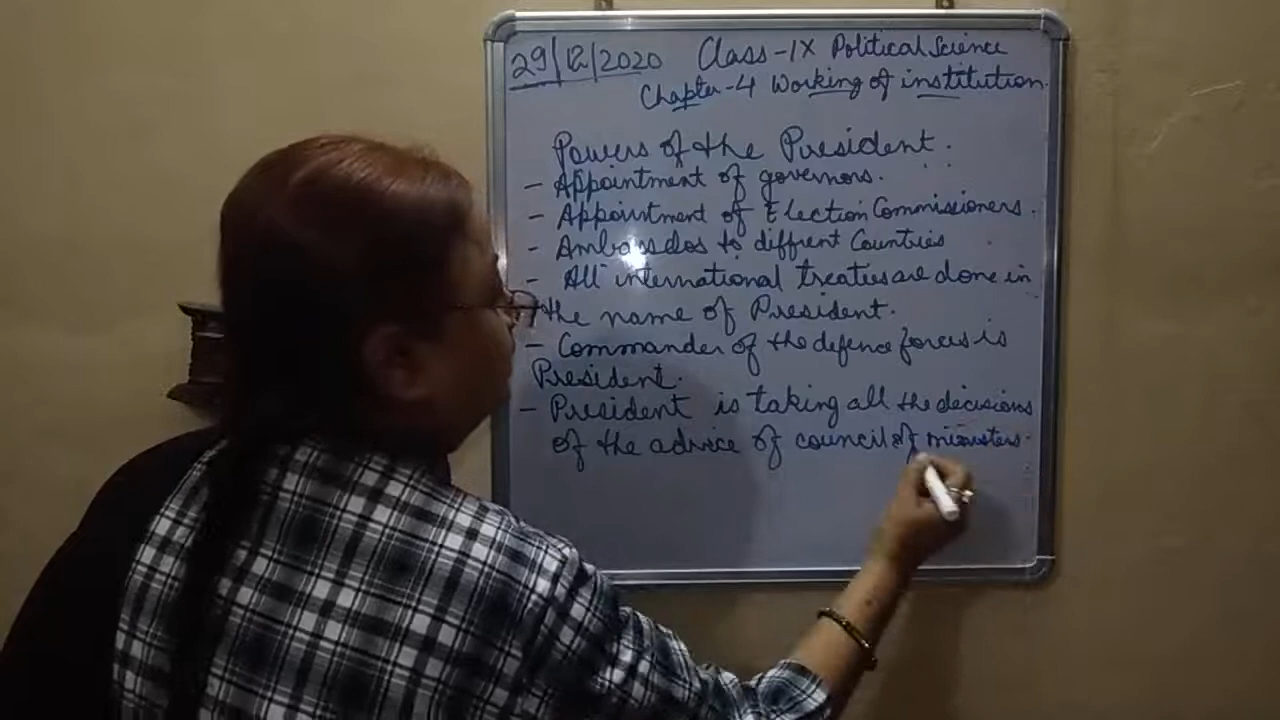 29/12/2020 Class-IX Political Science
Chapter-4 Working of institution.
Powers of the President.
- Appointment of governors.
- Appointment of Election Commissioners.
- Ambassdos to diffrent Countries
- All international treaties are done in
the name of President.
- Commander of the defence forces is
President.
- President is taking all the decisions
of the advice of council of ministers.